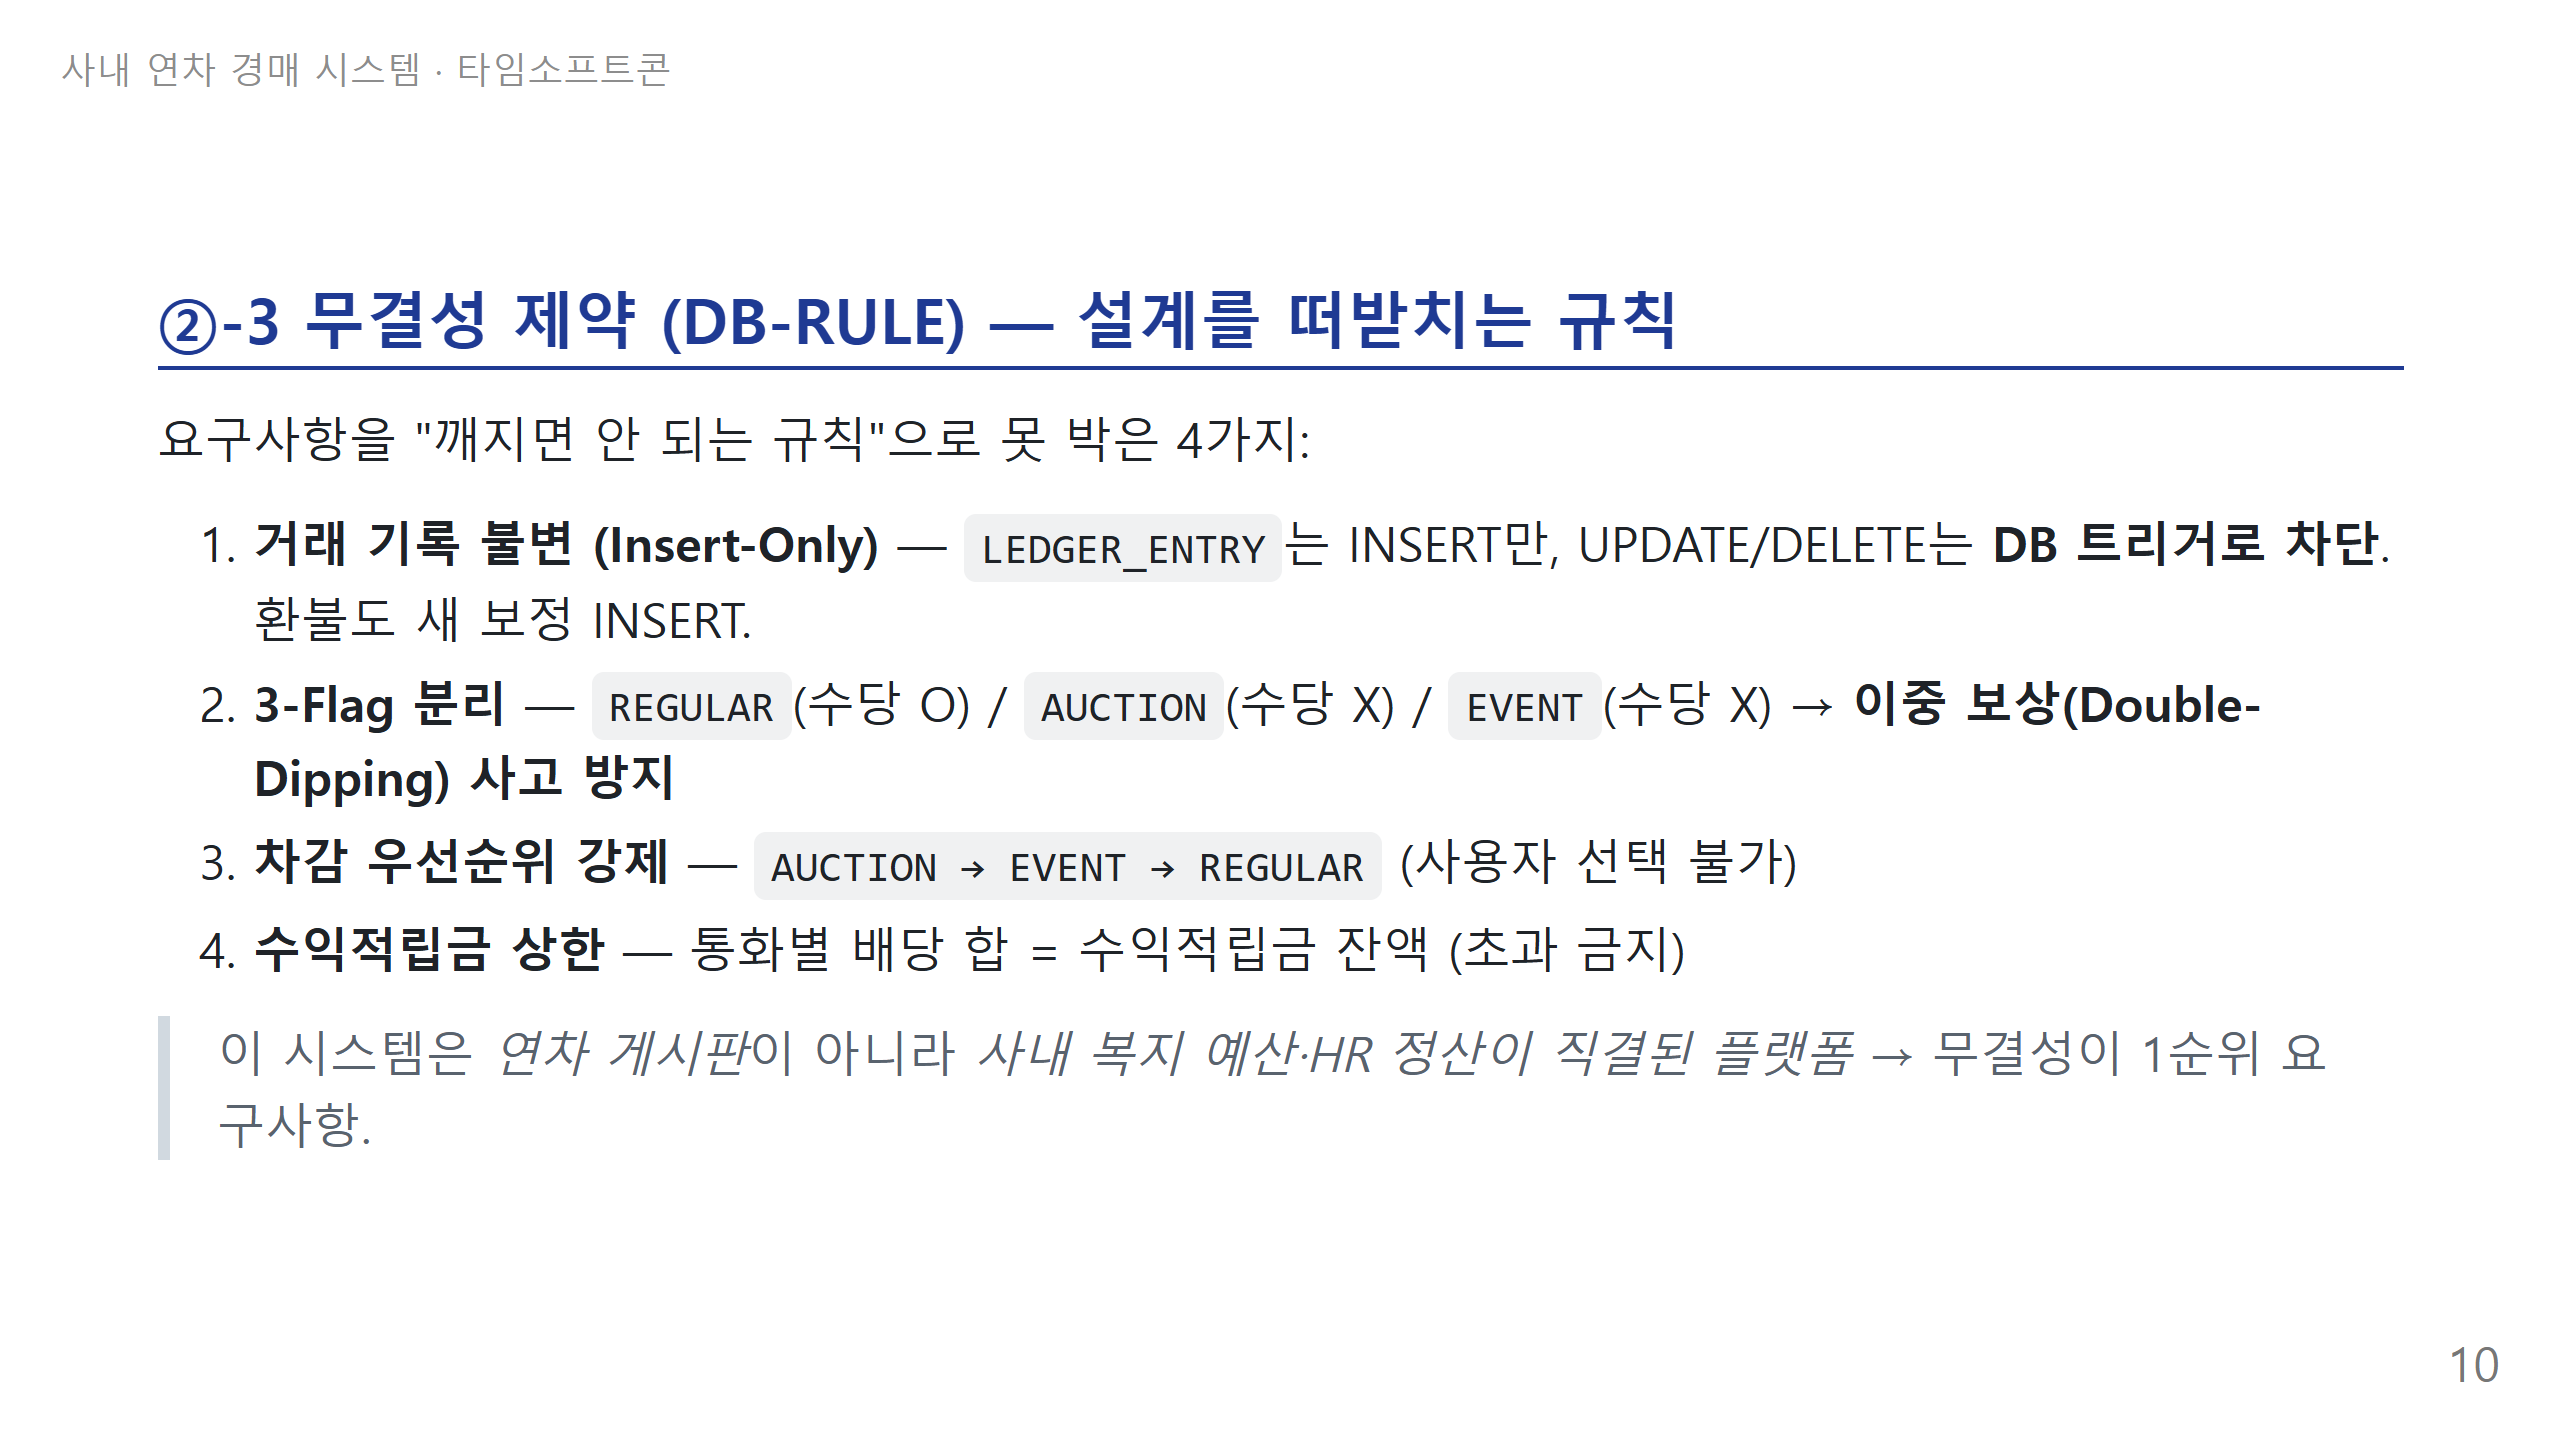 사내 연차 경매 시스템 · 타임소프트콘
②-3 무결성 제약 (DB-RULE) — 설계를 떠받치는 규칙
요구사항을 "깨지면 안 되는 규칙"으로 못 박은 4가지:
1. 거래 기록 불변 (Insert-Only) — LEDGER_ENTRY는 INSERT만, UPDATE/DELETE는 DB 트리거로 차단.
환불도 새 보정 INSERT.
2. 3-Flag 분리 — REGULAR(수당 O) / AUCTION(수당 X) / EVENT(수당 X) → 이중 보상(Double-
Dipping) 사고 방지
3. 차감 우선순위 강제 — AUCTION → EVENT → REGULAR (사용자 선택 불가)
4. 수익적립금 상한 — 통화별 배당 합 = 수익적립금 잔액 (초과 금지)
이 시스템은 연차 게시판이 아니라 사내 복지 예산·HR 정산이 직결된 플랫폼 → 무결성이 1순위 요
구사항.
10